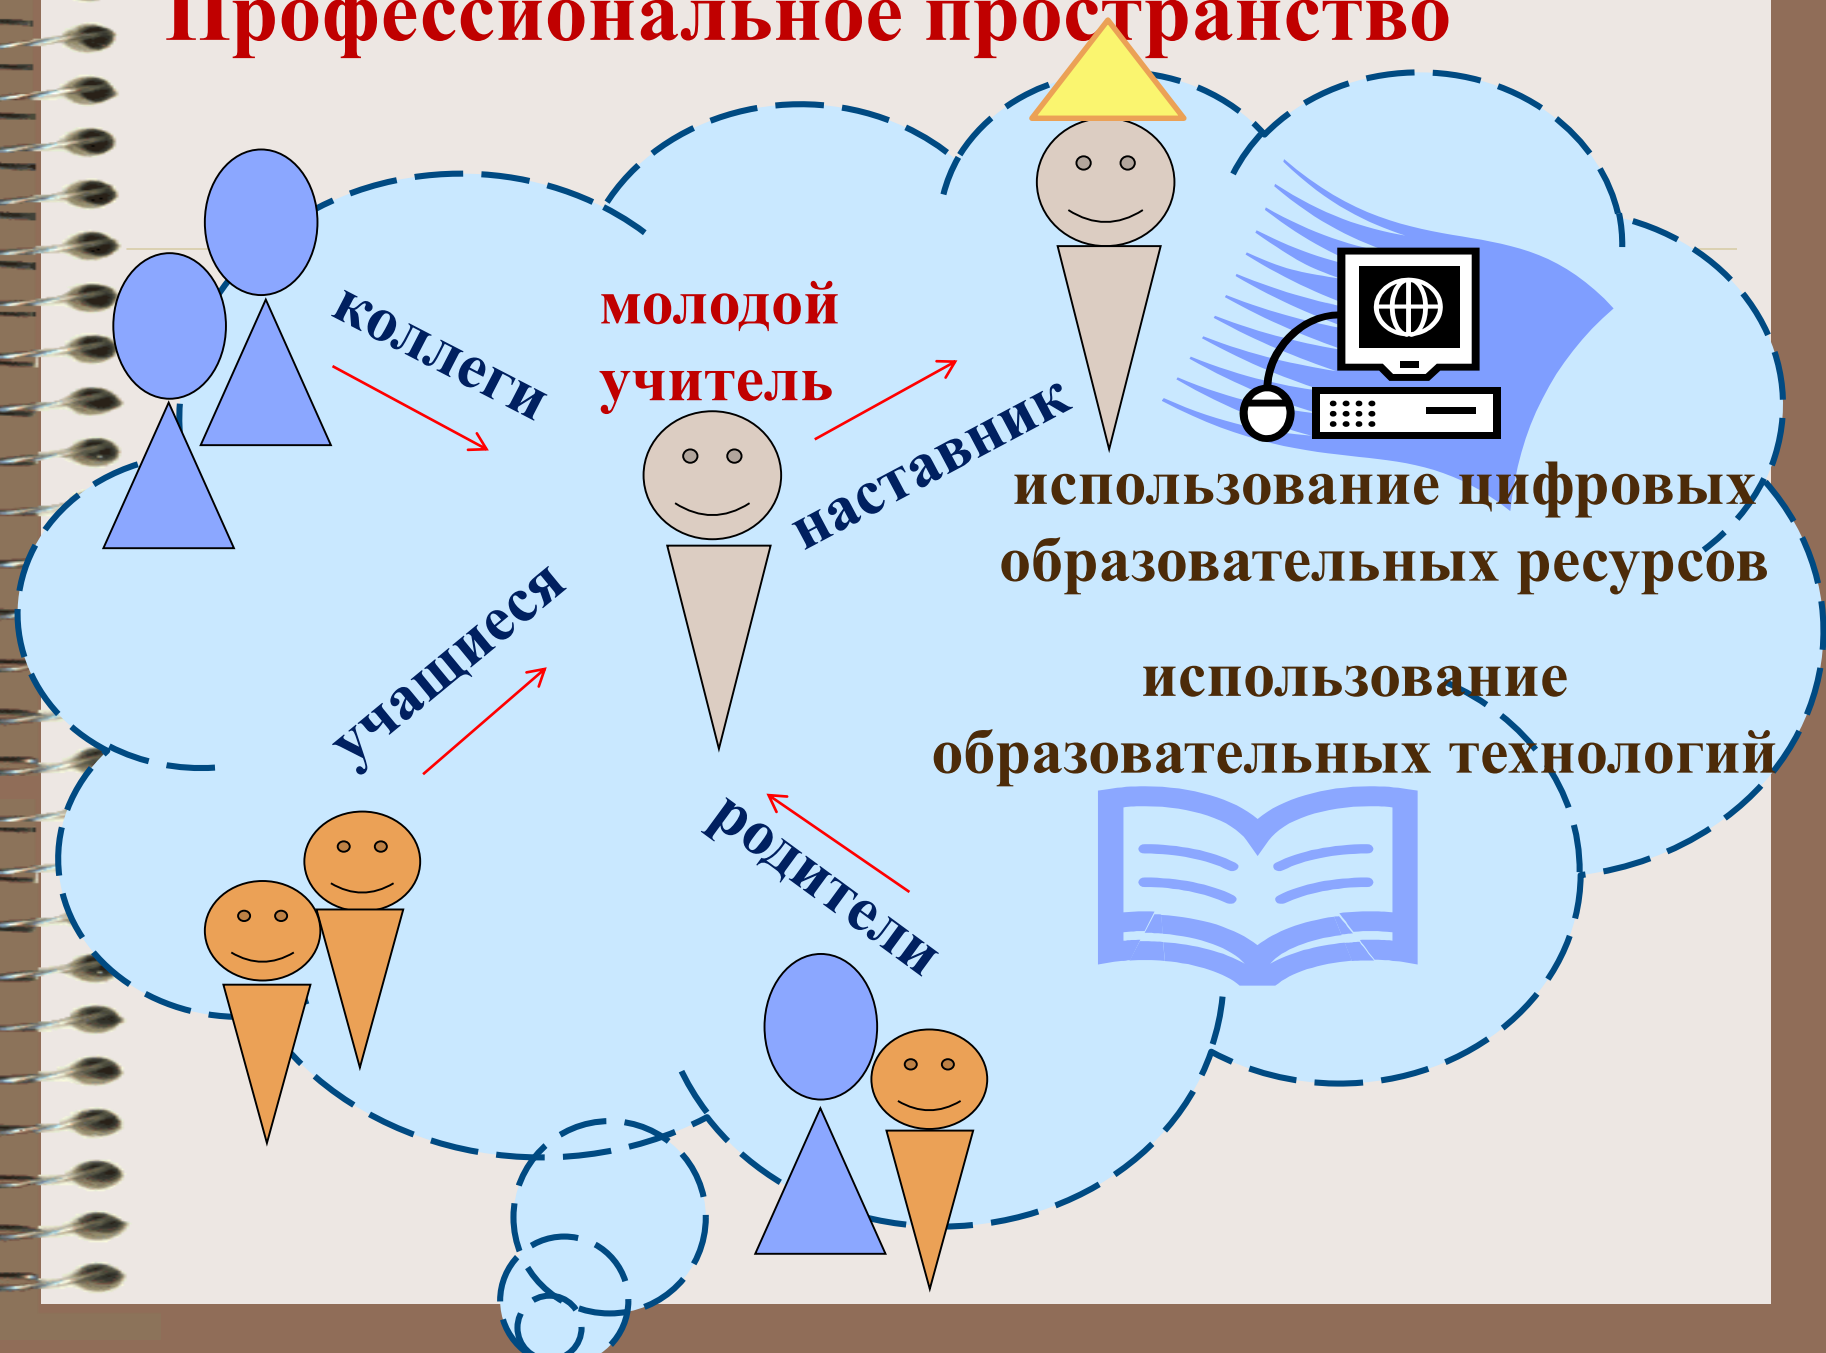 Профессиональное пространство
коллеги
молодой
учитель
наставник
использование цифровых
образовательных ресурсов
учащиеся
использование
образовательных технологий
родители